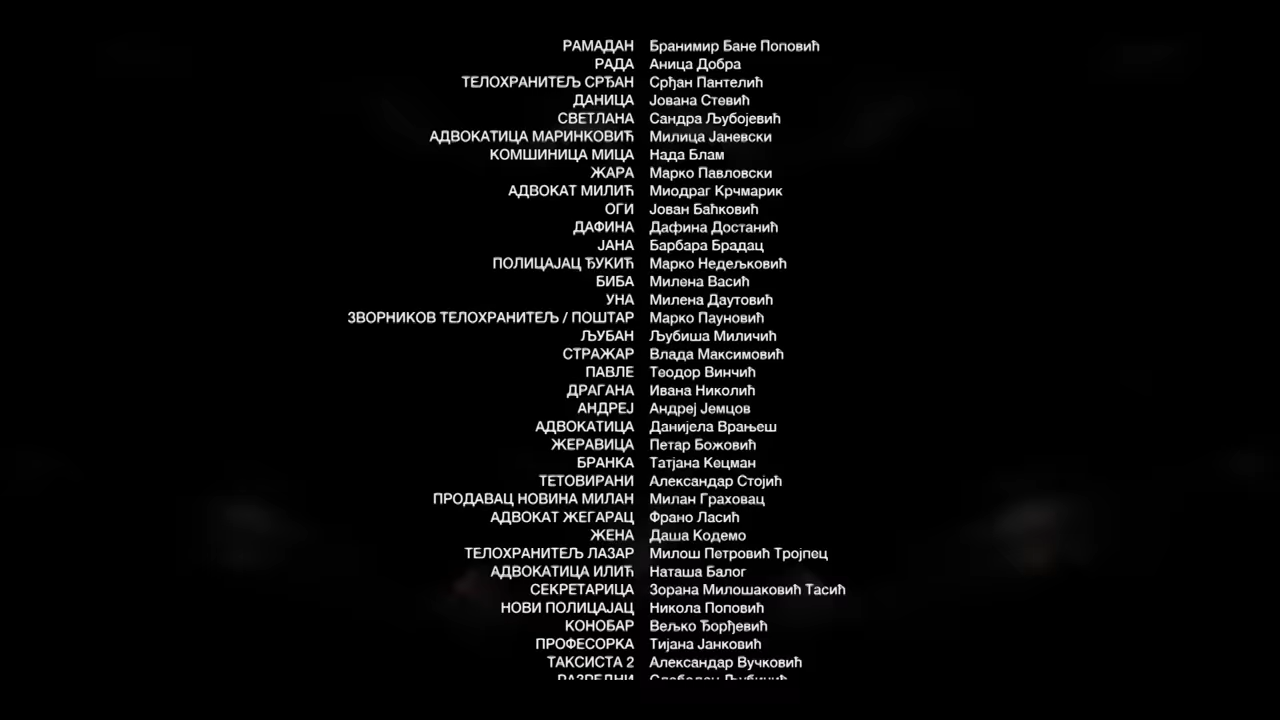 РАМАДАН Бранимир Бане Поповић
РАДА Аница Добра
ТЕЛОХРАНИТЕЉ СРЂАН Срђан Пантелић
ДАНИЦА Јована Стевић
СВЕТЛАНА Сандра Љубојевић
АДВОКАТИЦА МАРИНКОВИЋ Милица Јаневски
КОМШИНИЦА МИЦА Нада Блам
ЖАРА Марко Павловски
АДВОКАТ МИЛИЋ Миодраг Крчмарик
ОГИ Јован Баћковић
ДАФИНА Дафина Достанић
ЈАНА Барбара Брадац
ПОЛИЦАЈАЦ ЂУКИЋ Марко Недељковић
БИБА Милена Васић
УНА Милена Даутовић
ЗВОРНИКОВ ТЕЛОХРАНИТЕЉ / ПОШТАР Марко Пауновић
ЉУБАН Љубиша Миличић
СТРАЖАР Влада Максимовић
ПАВЛЕ Теодор Винчић
ДРАГАНА Ивана Николић
АНДРЕЈ Андреј Јемцов
АДВОКАТИЦА Данијела Врањеш
ЖЕРАВИЦА Петар Божовић
БРАНКА Татјана Кецман
ТЕТОВИРАНИ Александар Стојић
ПРОДАВАЦ НОВИНА МИЛАН Милан Граховац
АДВОКАТ ЖЕГАРАЦ Франо Ласић
ЖЕНА Даша Кодемо
ТЕЛОХРАНИТЕЉ ЛАЗАР Милош Петровић Тројпец
АДВОКАТИЦА ИЛИЋ Наташа Балог
СЕКРЕТАРИЦА Зорана Милошаковић Тасић
НОВИ ПОЛИЦАЈАЦ Никола Поповић
КОНОБАР Вељко Ђорђевић
ПРОФЕСОРКА Тијана Јанковић
ТАКСИСТА 2 Александар Вучковић